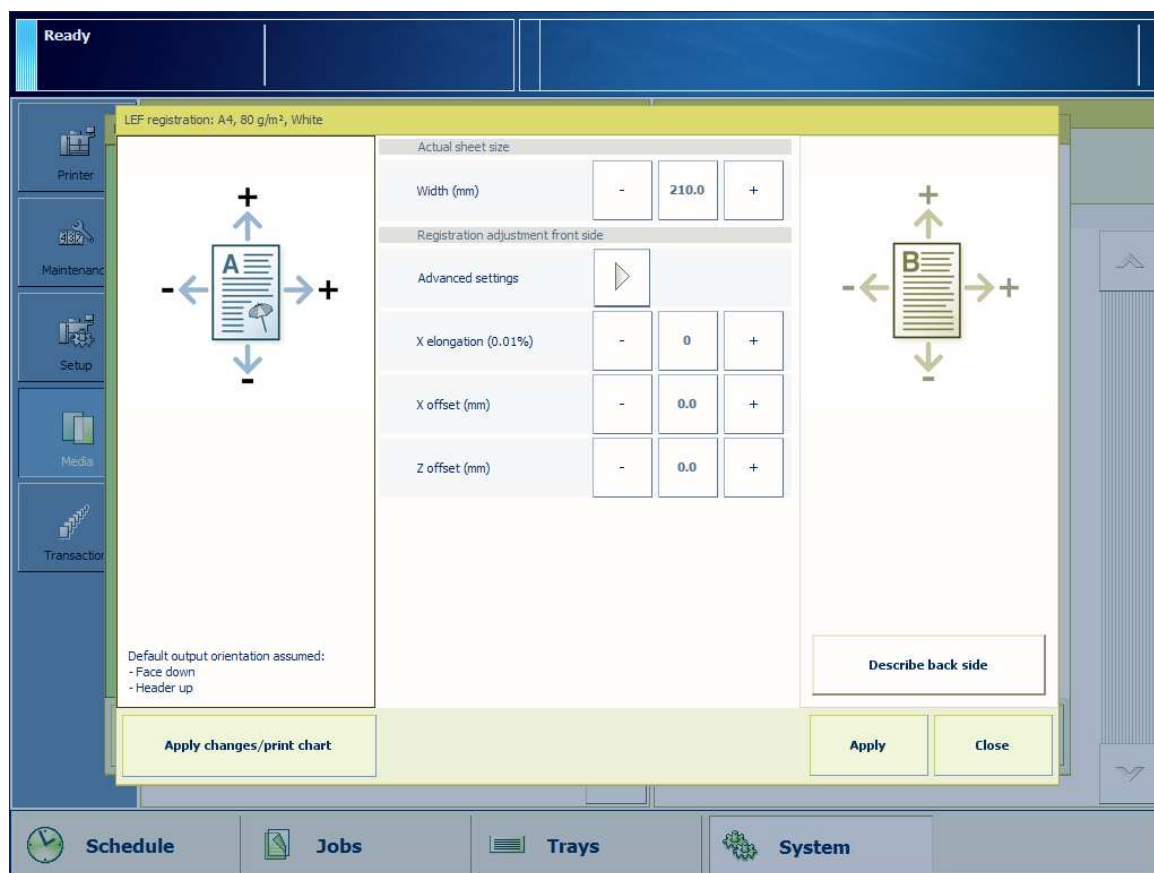 Ready
LEF registration: A4, 80 g/m², White
Printer
Maintenanc
Setup
Media
Transaction
+
- +
-
A
Default output orientation assumed:
- Face down
- Header up
Actual sheet size
Width (mm) - 210.0 +
Registration adjustment front side
Advanced settings
X elongation (0.01%) - 0 +
X offset (mm) - 0.0 +
Z offset (mm) - 0.0 +
+
- +
-
B
Describe back side
Apply changes/print chart
Apply
Close
Schedule
Jobs
Trays
System